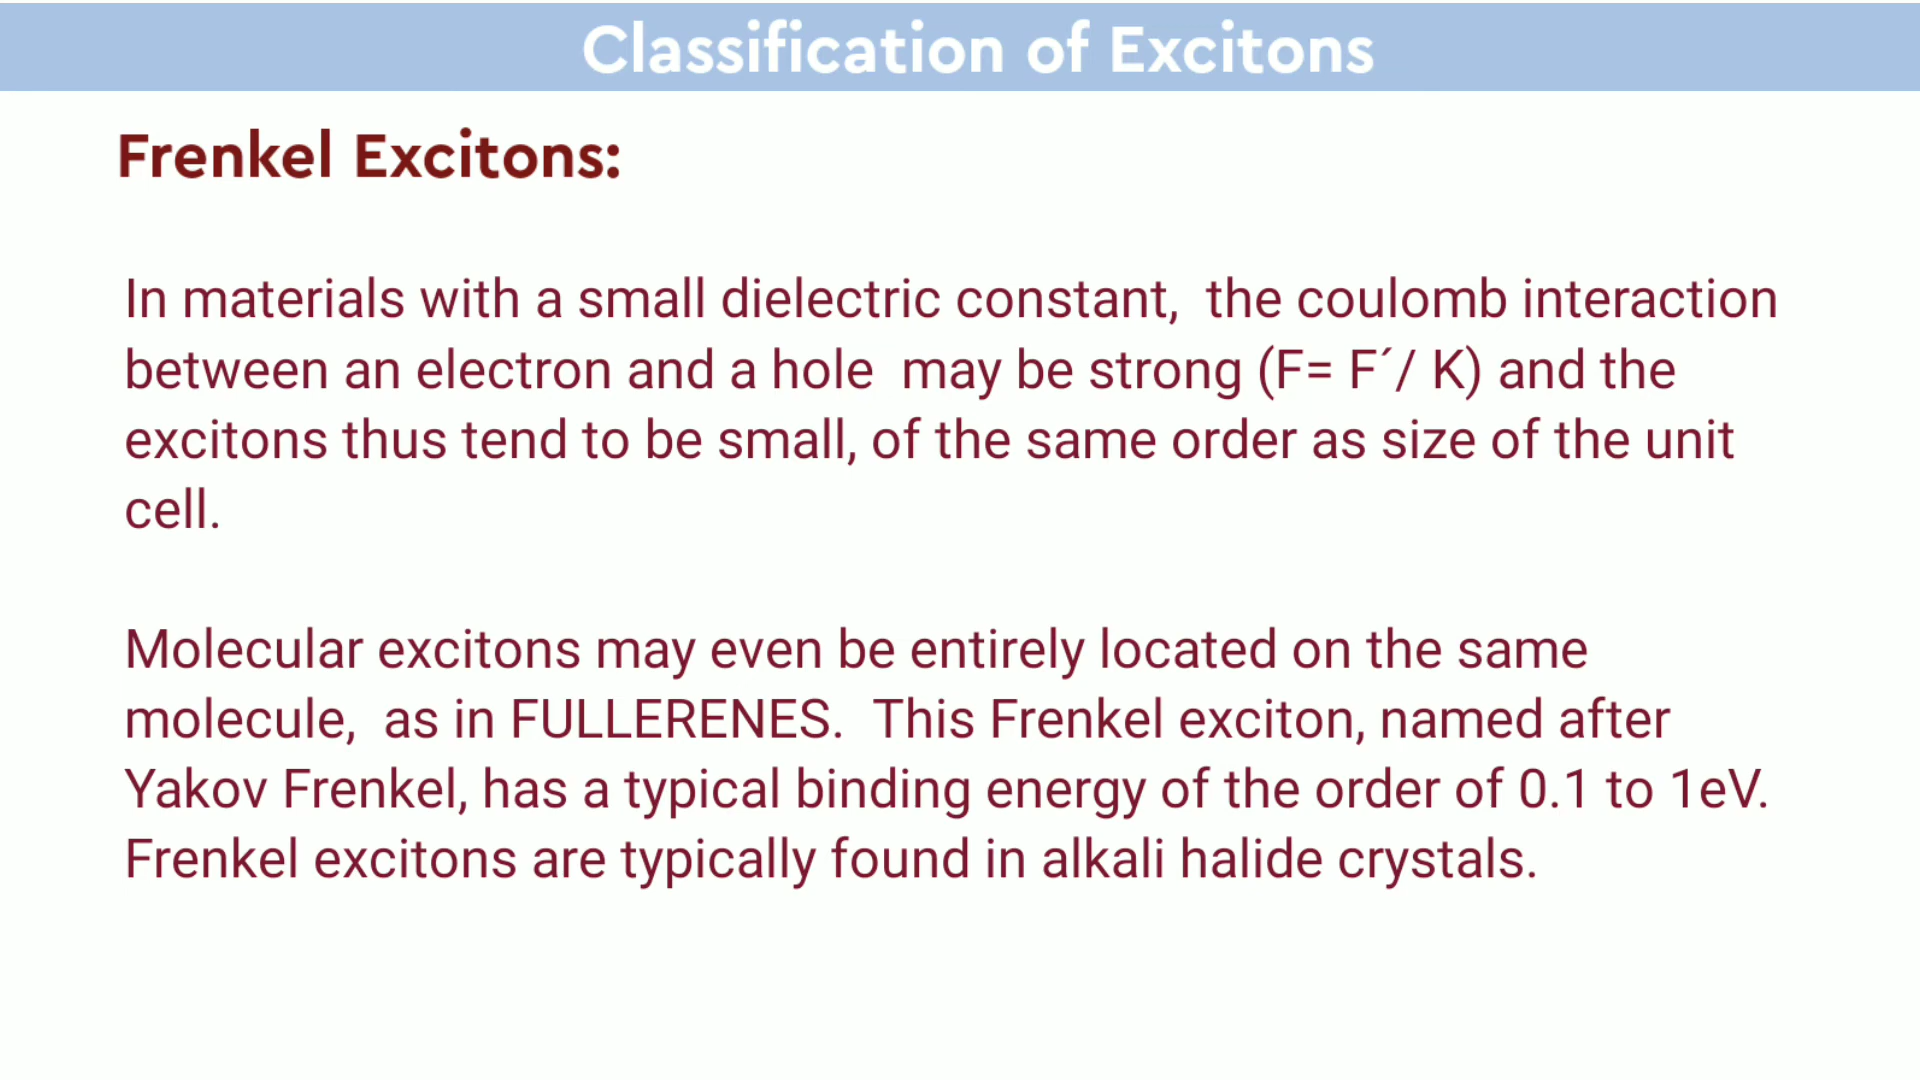 Classification of Excitons
Frenkel Excitons:
In materials with a small dielectric constant,  the coulomb interaction
between an electron and a hole  may be strong (F= F´/ K) and the
excitons thus tend to be small, of the same order as size of the unit
cell.
Molecular excitons may even be entirely located on the same
molecule,  as in FULLERENES.  This Frenkel exciton, named after
Yakov Frenkel, has a typical binding energy of the order of 0.1 to 1eV.
Frenkel excitons are typically found in alkali halide crystals.